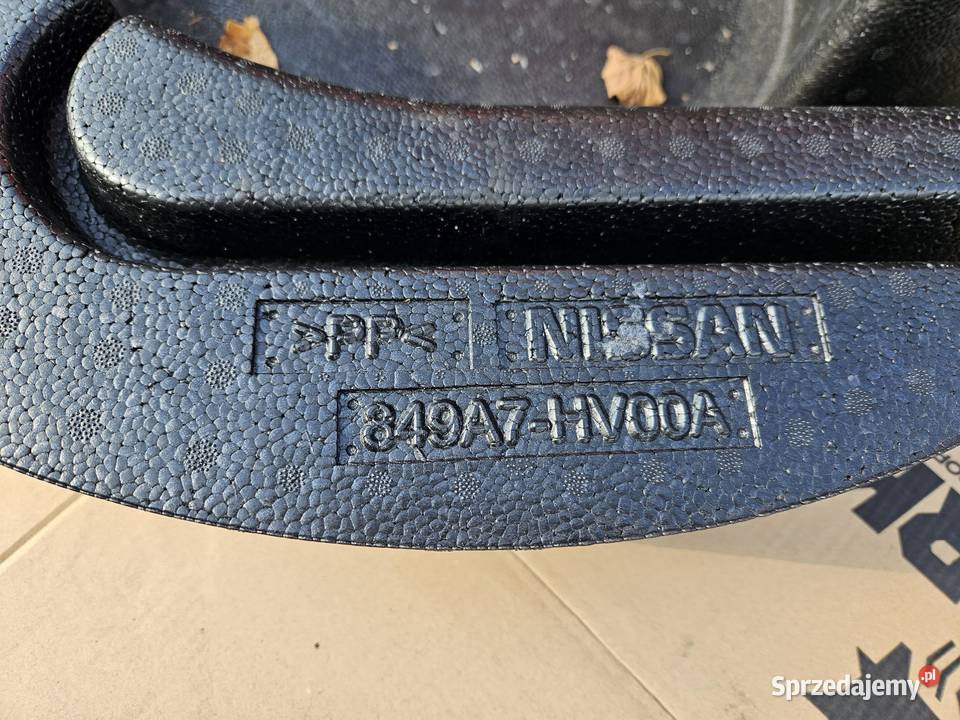 >PP< NISSAN
849A7-HV00A
Sprzedajemy.pl